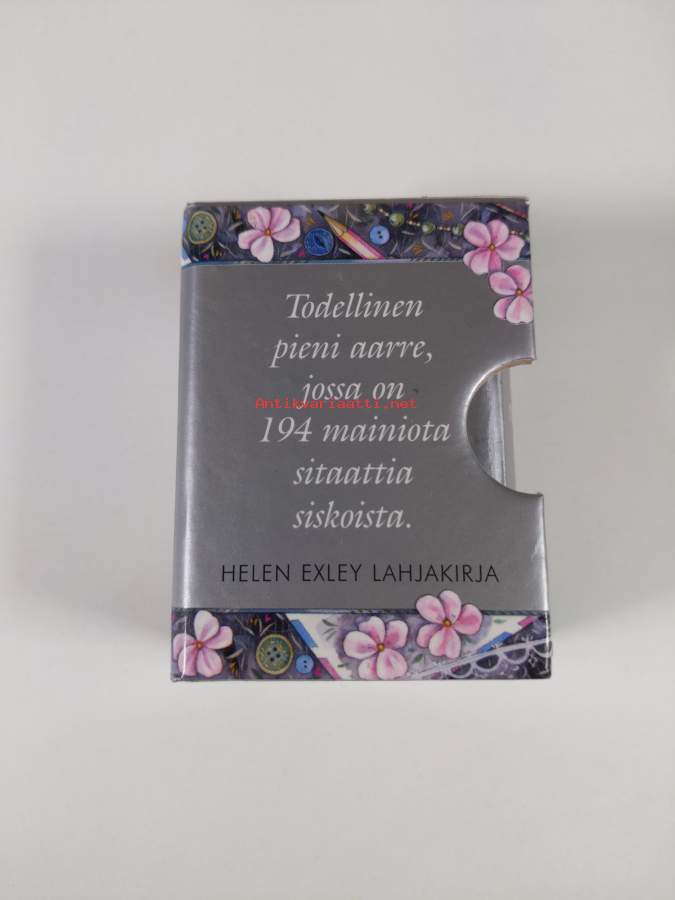 Todellinen
pieni aarre,
jossa on
Antikvariaatti.net
194 mainiota
sitaattia
siskoista.
HELEN EXLEY LAHJAKIRJA